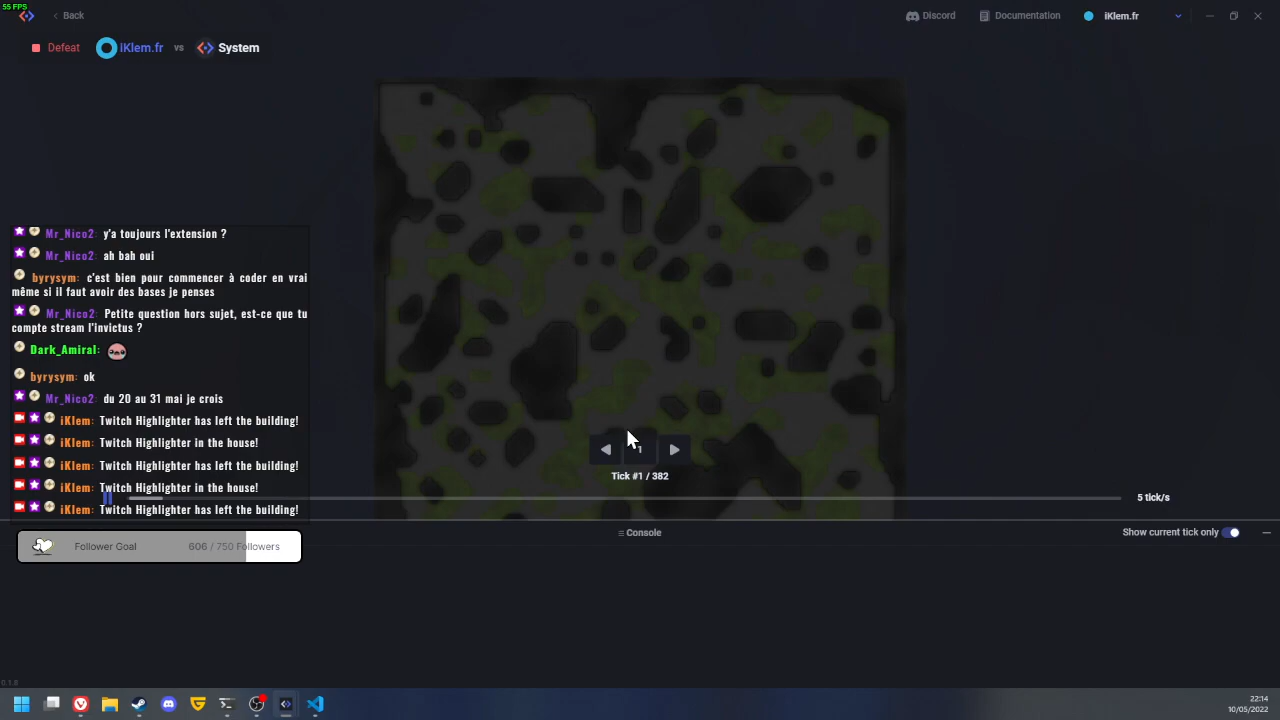 55 FPS
Back
Discord
Documentation
iKlem.fr
Defeat
iKlem.fr
vs
System
Mr_Nico2: y'a toujours l'extension ?
Mr_Nico2: ah bah oui
byrysym: c'est bien pour commencer à coder en vrai
même si il faut avoir des bases je penses
Mr_Nico2: Petite question hors sujet, est-ce que tu
compte stream l'invictus ?
Dark_Amiral:
byrysym: ok
Mr_Nico2: du 20 au 31 mai je crois
iKlem: Twitch Highlighter has left the building!
iKlem: Twitch Highlighter in the house!
iKlem: Twitch Highlighter has left the building!
iKlem: Twitch Highlighter in the house!
iKlem: Twitch Highlighter has left the building!
1
Tick #1 / 382
5 tick/s
Console
Show current tick only
Follower Goal
606 / 750 Followers
0.1.8
22:14
10/05/2022